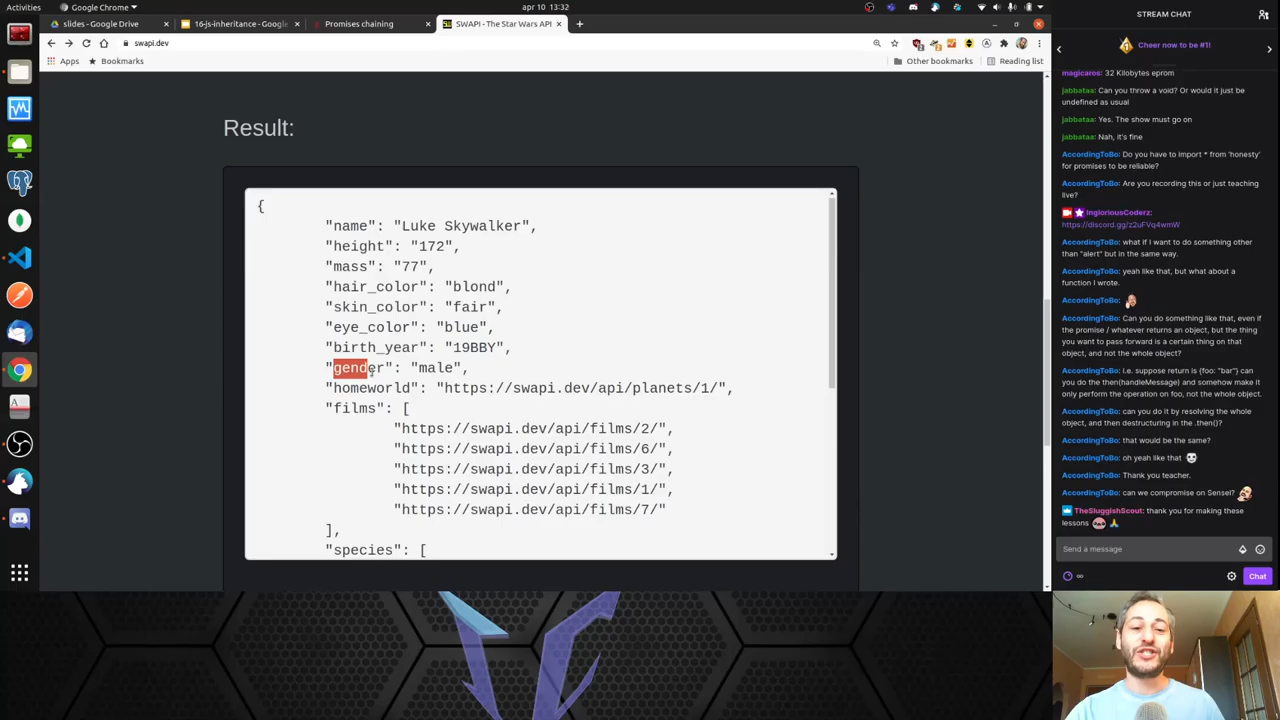 Activities
Google Chrome
apr 10 13:32
slides - Google Drive
16-js-inheritance - Google
Promises chaining
SWAPI - The Star Wars API
swapi.dev
Apps
Bookmarks
Other bookmarks
Reading list
Result:
{
"name": "Luke Skywalker",
"height": "172",
"mass": "77",
"hair_color": "blond",
"skin_color": "fair",
"eye_color": "blue",
"birth_year": "19BBY",
"gender": "male",
"homeworld": "https://swapi.dev/api/planets/1/",
"films": [
"https://swapi.dev/api/films/2/",
"https://swapi.dev/api/films/6/",
"https://swapi.dev/api/films/3/",
"https://swapi.dev/api/films/1/",
"https://swapi.dev/api/films/7/"
],
"species": [
STREAM CHAT
Cheer now to be #1!
magicaros: 32 Kilobytes eprom
jabbataa: Can you throw a void? Or would it just be
undefined as usual
jabbataa: Yes. The show must go on
jabbataa: Nah, it's fine
AccordingToBo: Do you have to import * from 'honesty'
for promises to be reliable?
AccordingToBo: Are you recording this or just teaching
live?
IngloriousCoderz:
https://discord.gg/z2uFVq4wmW
AccordingToBo: what if I want to do something other
than "alert" but in the same way.
AccordingToBo: yeah like that, but what about a
function I wrote.
AccordingToBo:
AccordingToBo: Can you do something like that, even if
the promise / whatever returns an object, but the thing
you want to pass forward is a certain thing on that
object, and not the whole object?
AccordingToBo: i.e. suppose return is {foo: "bar"} can
you do the then(handleMessage) and somehow make it
only perform the operation on foo, not the whole object.
AccordingToBo: can you do it by resolving the whole
object, and then destructuring in the .then()?
AccordingToBo: that would be the same?
AccordingToBo: oh yeah like that
AccordingToBo: Thank you teacher.
AccordingToBo: can we compromise on Sensei?
TheSluggishScout: thank you for making these
lessons
Send a message
Chat